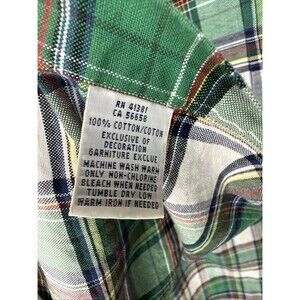 RN 41381
CA 56658
100% COTTON/COTON
EXCLUSIVE OF
DECORATION
GARNITURE EXCLUE
MACHINE WASH WARM
ONLY NON-CHLORINE
BLEACH WHEN NEEDED
TUMBLE DRY LOW
WARM IRON IF NEEDED